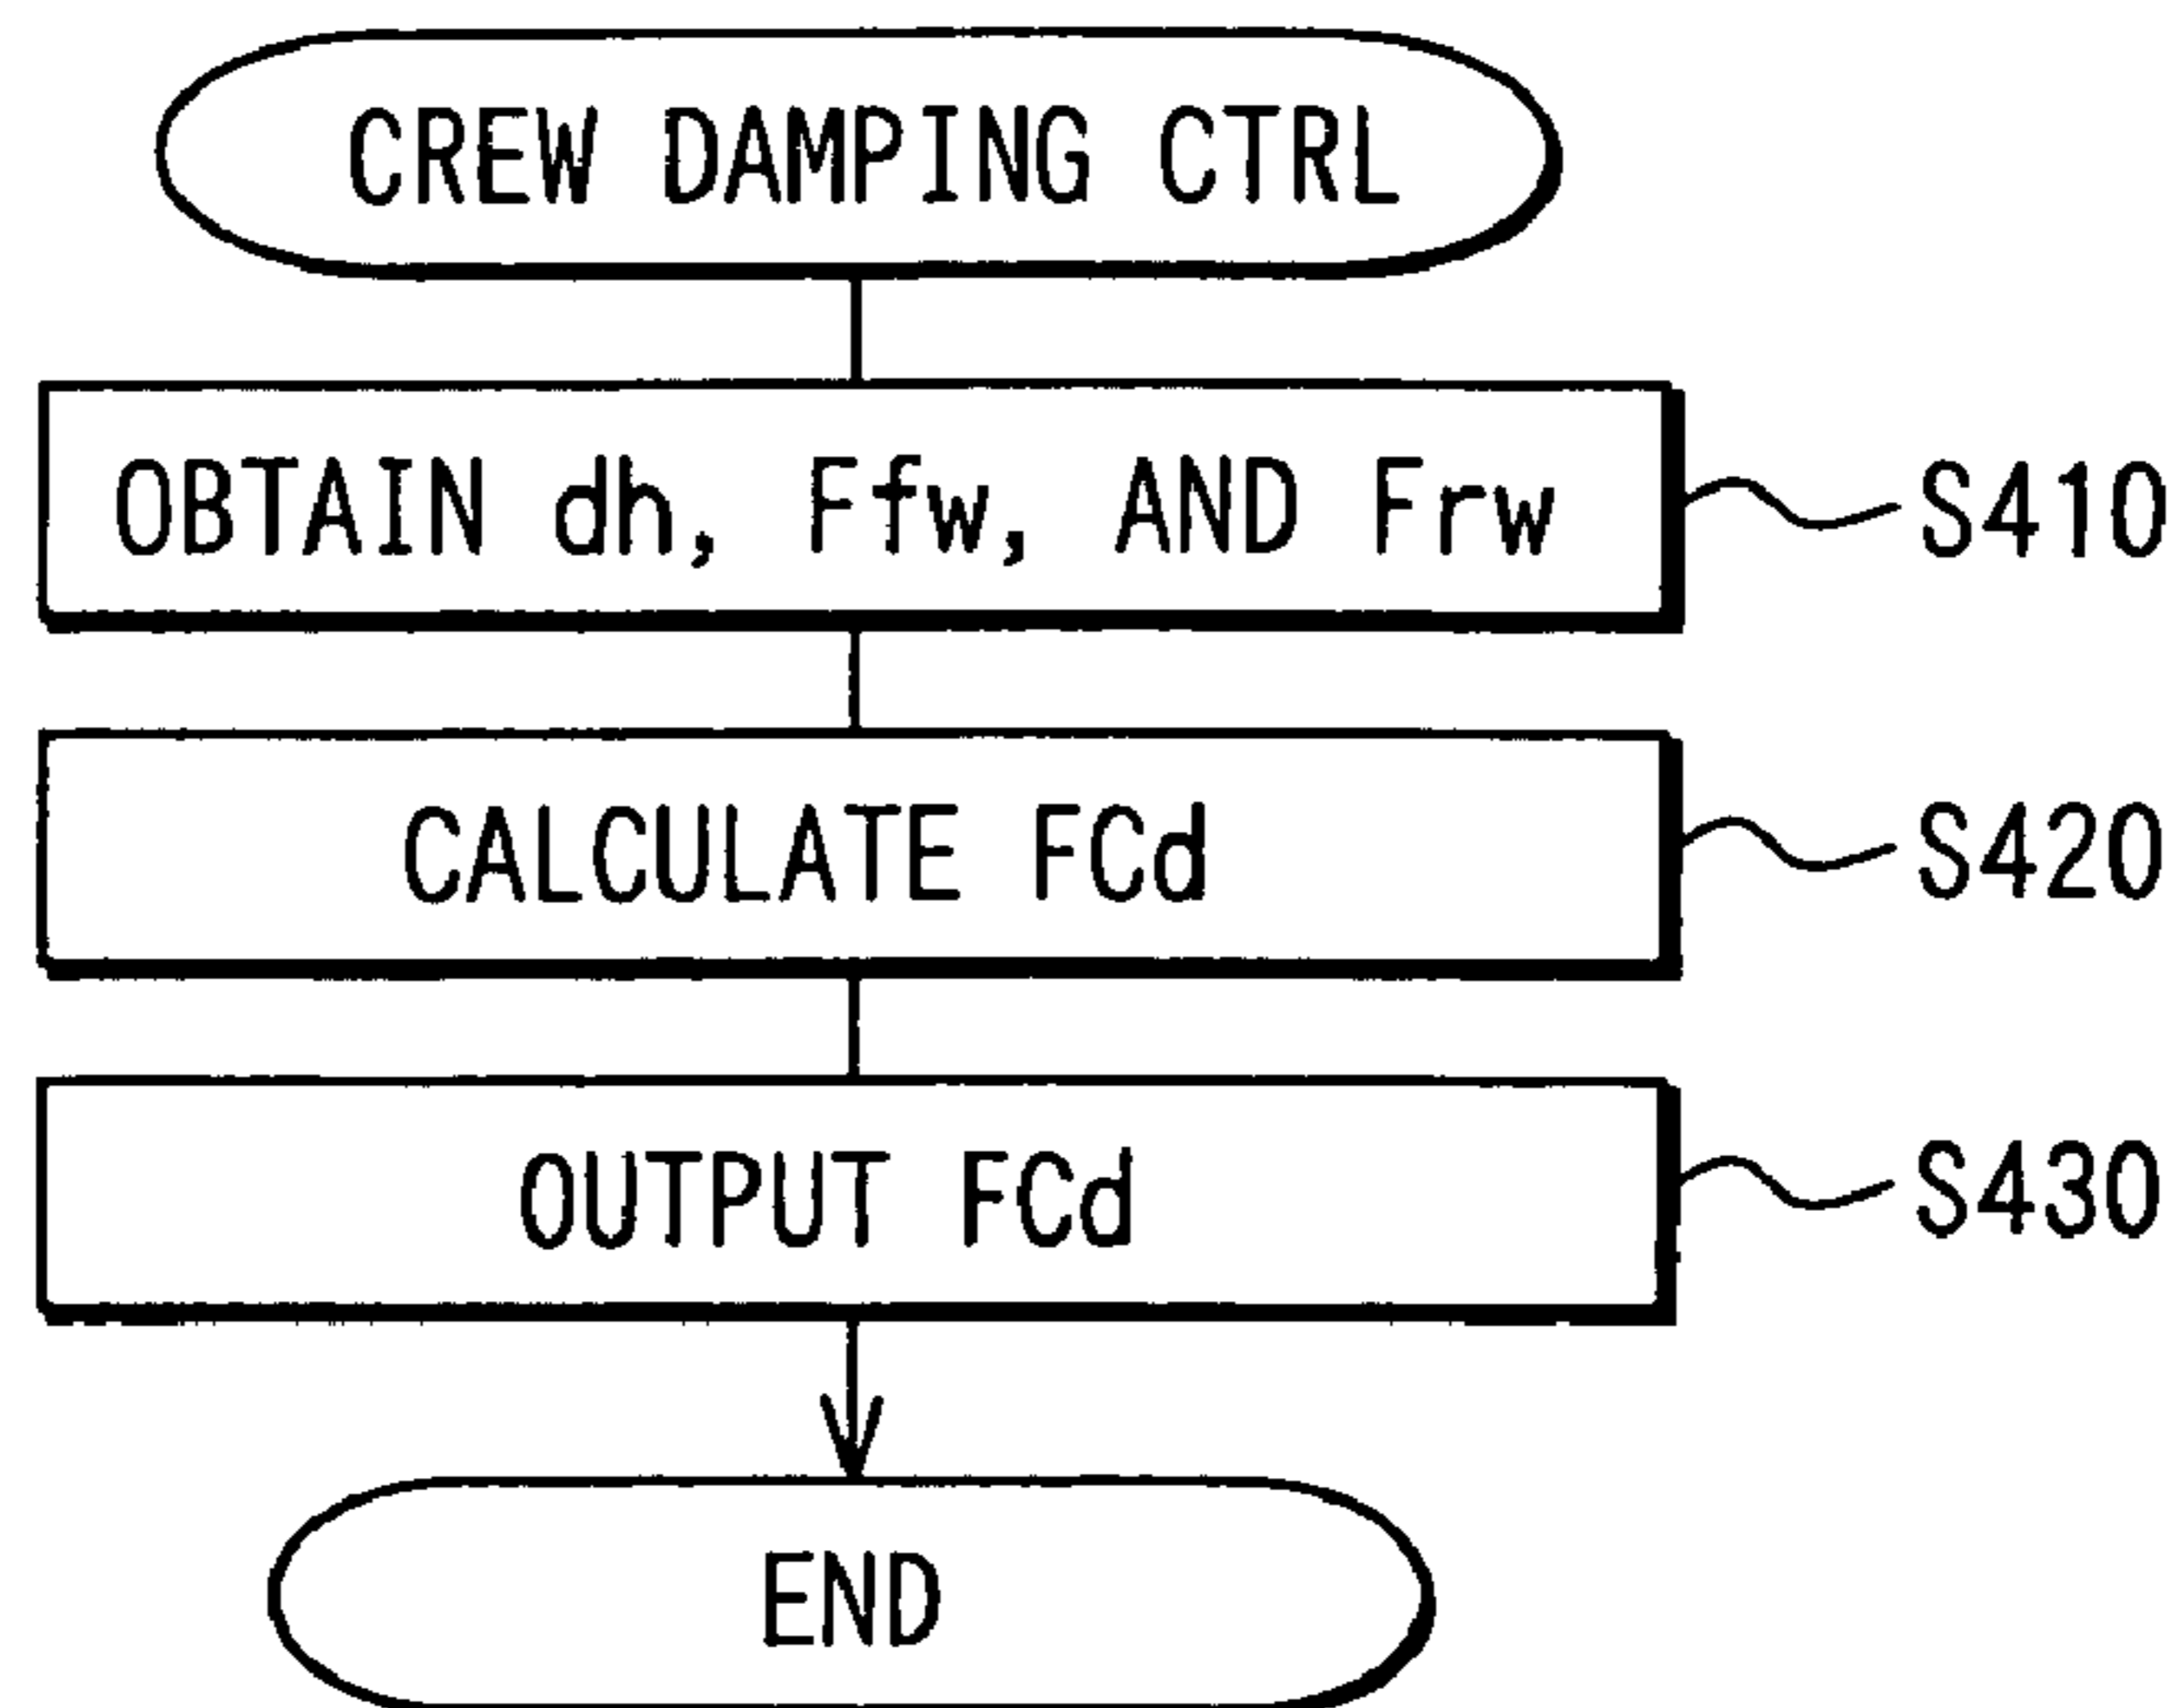 CREW DAMPING CTRL
OBTAIN dh, Ffw, AND Frw
S410
CALCULATE FCd
S420
OUTPUT FCd
S430
END